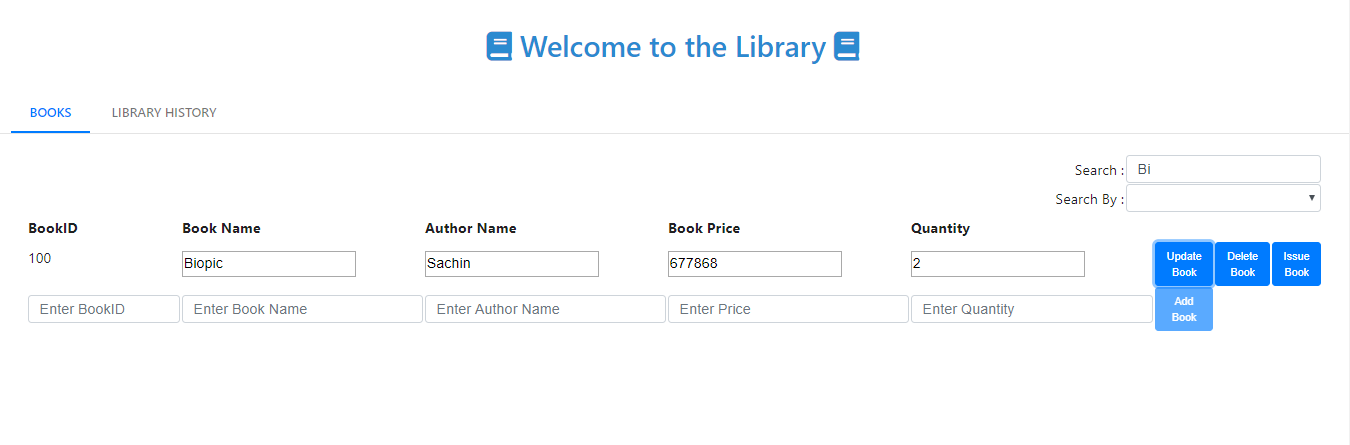 Welcome to the Library
BOOKS LIBRARY HISTORY
Search : Bi
Search By :
BookID Book Name Author Name Book Price Quantity
100 Biopic Sachin 677868 2 Update Book Delete Book Issue Book
Enter BookID Enter Book Name Enter Author Name Enter Price Enter Quantity Add Book